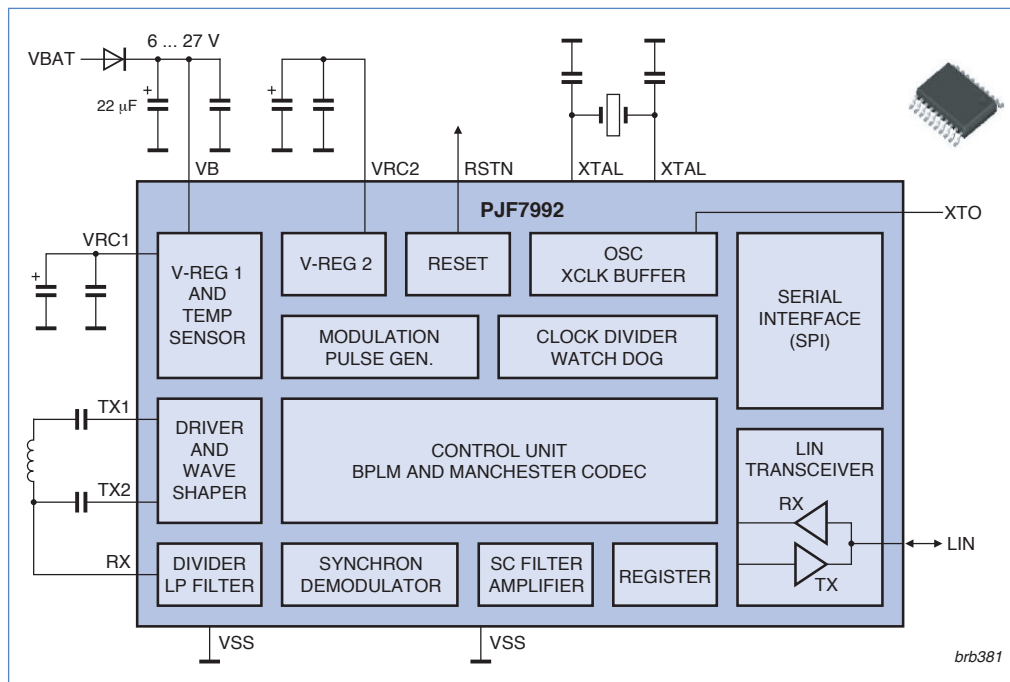 6 ... 27 V
VBAT
+
22 μF
+
VB
VRC2
RSTN
XTAL
XTAL
PJF7992
XTO
VRC1
+
V-REG 1
AND
TEMP
SENSOR
V-REG 2
RESET
OSC
XCLK BUFFER
SERIAL
INTERFACE
(SPI)
MODULATION
PULSE GEN.
CLOCK DIVIDER
WATCH DOG
TX1
TX2
DRIVER
AND
WAVE
SHAPER
CONTROL UNIT
BPLM AND MANCHESTER CODEC
LIN
TRANSCEIVER
RX
TX
LIN
RX
DIVIDER
LP FILTER
SYNCHRON
DEMODULATOR
SC FILTER
AMPLIFIER
REGISTER
VSS
VSS
brb381